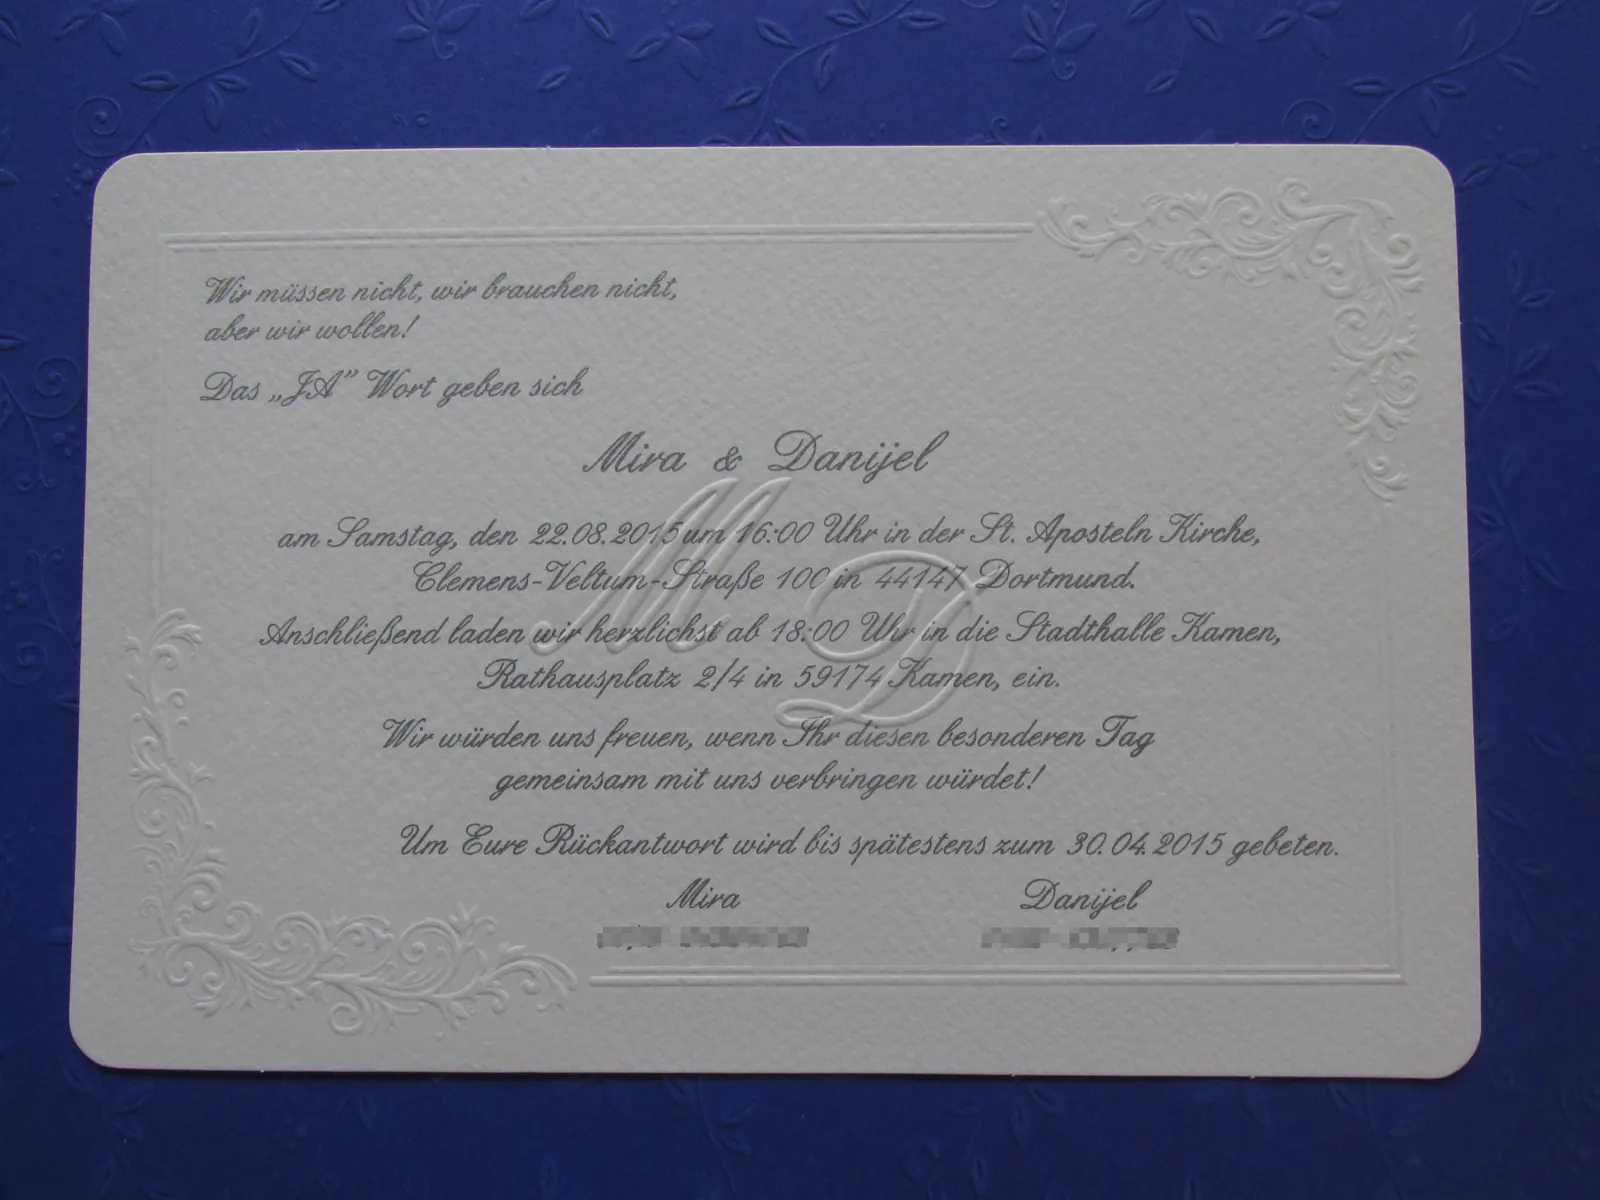 Wir müssen nicht, wir brauchen nicht,
aber wir wollen!
Das „JA” Wort geben sich
Mira & Danijel
am Samstag, den 22.08.2015 um 16:00 Uhr in der St. Aposteln Kirche,
Clemens-Veltum-Straße 100 in 44147 Dortmund.
Anschließend laden wir herzlichst ab 18:00 Uhr in die Stadthalle Kamen,
Rathausplatz 2/4 in 59174 Kamen, ein.
M D
Wir würden uns freuen, wenn Ihr diesen besonderen Tag
gemeinsam mit uns verbringen würdet!
Um Eure Rückantwort wird bis spätestens zum 30.04.2015 gebeten.
Mira Danijel